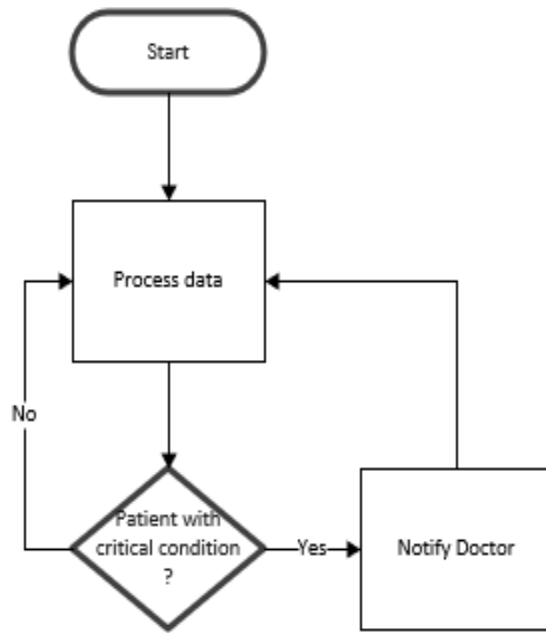 Start
Process data
No
Patient with
critical condition
?
Yes
Notify Doctor